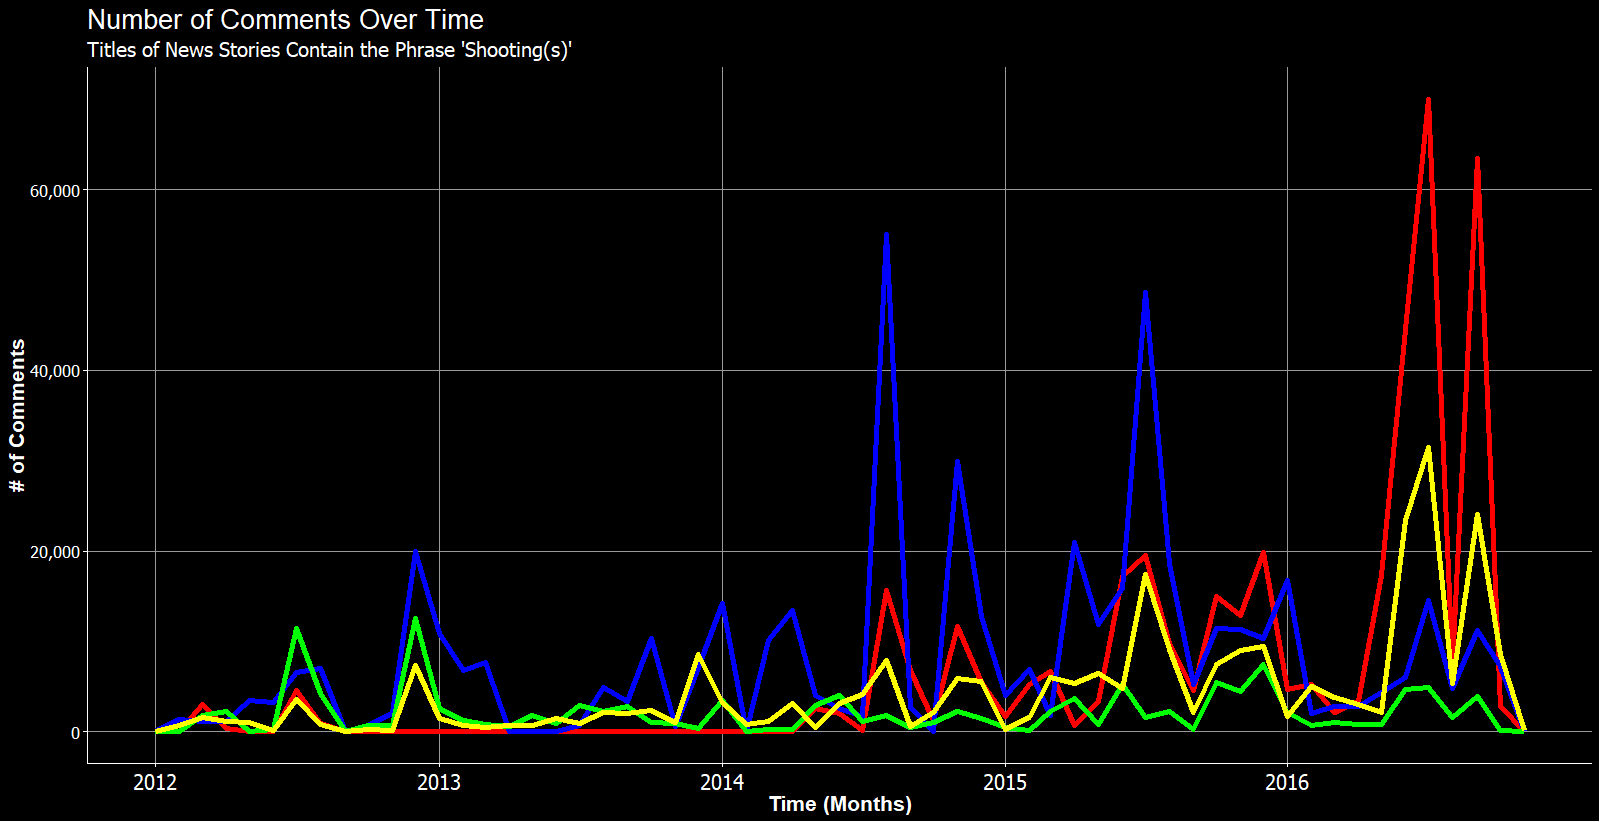 Number of Comments Over Time
Titles of News Stories Contain the Phrase 'Shooting(s)'
# of Comments
60,000
40,000
20,000
0
2012
2013
2014
2015
2016
Time (Months)